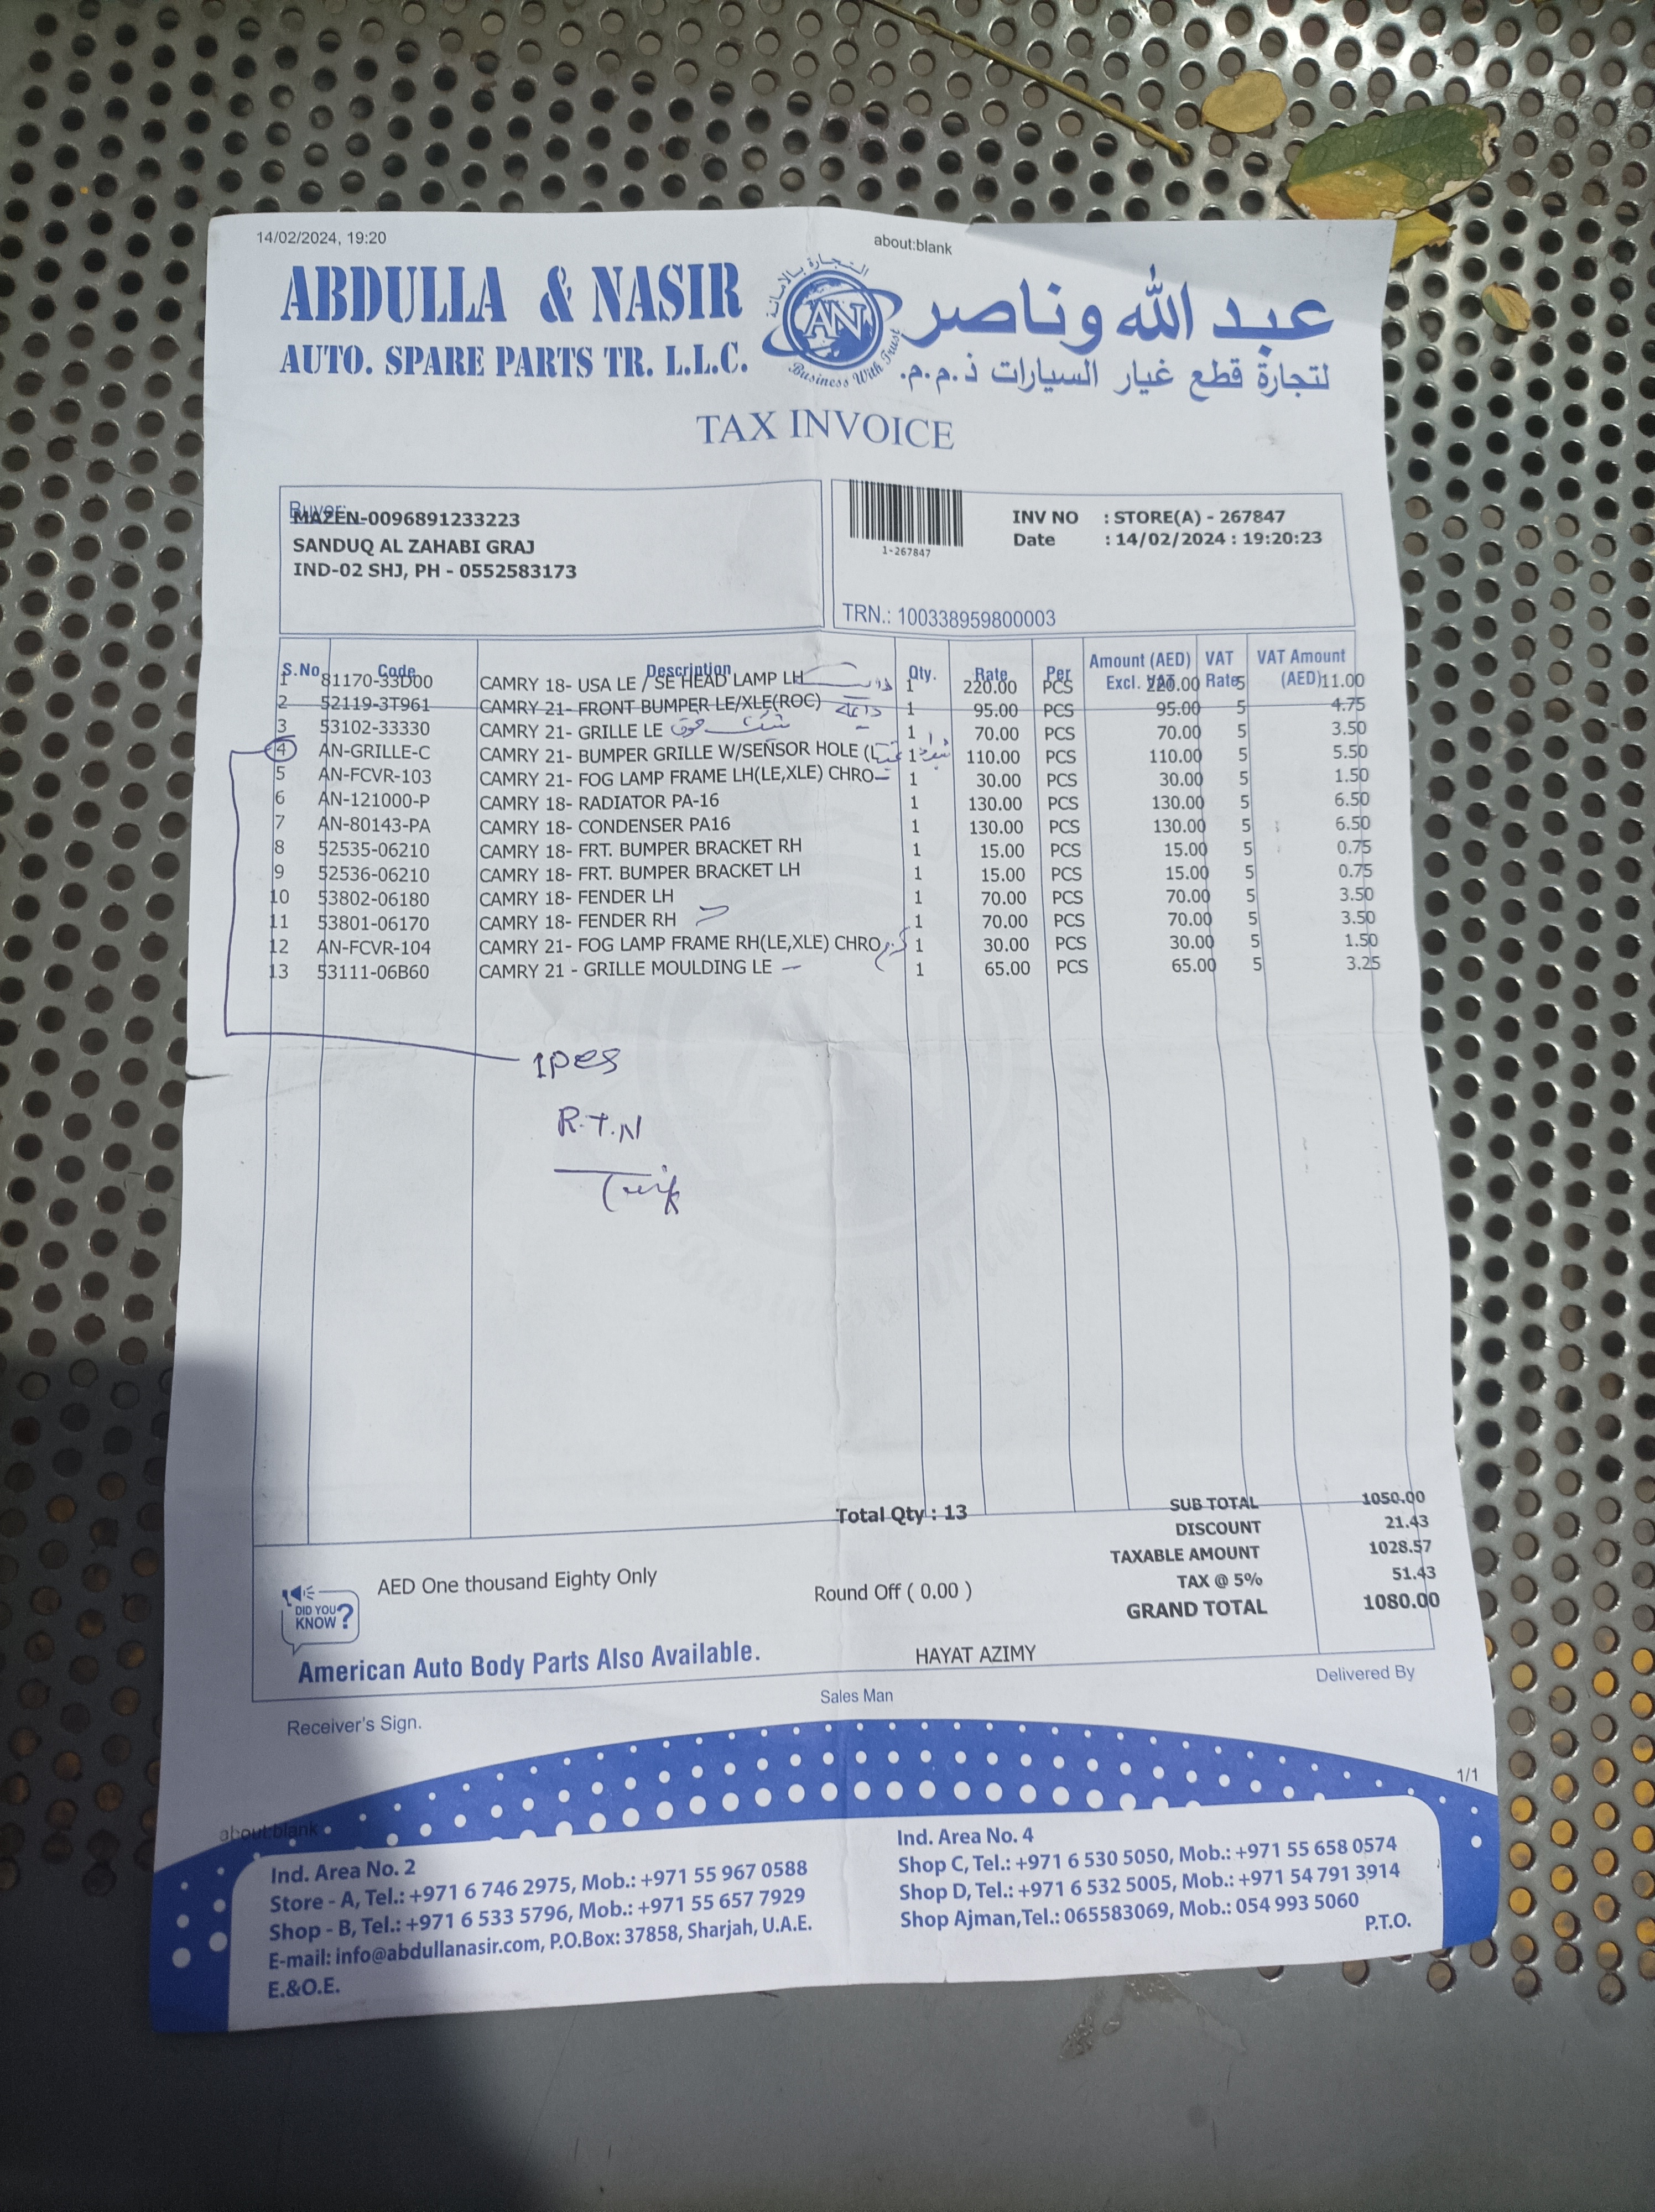 14/02/2024, 19:20
about:blank
ABDULLA & NASIR
AUTO. SPARE PARTS TR. L.L.C.
التجارة بالأمانة
AN
Business With Trust
عبد الله وناصر
لتجارة قطع غيار السيارات ذ.م.م.
TAX INVOICE
Buyer:
MAZEN-0096891233223
SANDUQ AL ZAHABI GRAJ
IND-02 SHJ, PH - 0552583173
1-267847
INV NO : STORE(A) - 267847
Date : 14/02/2024 : 19:20:23
TRN.: 100338959800003
S.No Code Description Qty. Rate Per Amount (AED) Excl. VAT VAT Rate VAT Amount (AED)
1 81170-33D00 CAMRY 18- USA LE / SE HEAD LAMP LH 1 220.00 PCS 220.00 5 11.00
2 52119-3T961 CAMRY 21- FRONT BUMPER LE/XLE(ROC) 1 95.00 PCS 95.00 5 4.75
3 53102-33330 CAMRY 21- GRILLE LE 1 70.00 PCS 70.00 5 3.50
4 AN-GRILLE-C CAMRY 21- BUMPER GRILLE W/SENSOR HOLE (L 1 110.00 PCS 110.00 5 5.50
5 AN-FCVR-103 CAMRY 21- FOG LAMP FRAME LH(LE,XLE) CHRO 1 30.00 PCS 30.00 5 1.50
6 AN-121000-P CAMRY 18- RADIATOR PA-16 1 130.00 PCS 130.00 5 6.50
7 AN-80143-PA CAMRY 18- CONDENSER PA16 1 130.00 PCS 130.00 5 6.50
8 52535-06210 CAMRY 18- FRT. BUMPER BRACKET RH 1 15.00 PCS 15.00 5 0.75
9 52536-06210 CAMRY 18- FRT. BUMPER BRACKET LH 1 15.00 PCS 15.00 5 0.75
10 53802-06180 CAMRY 18- FENDER LH 1 70.00 PCS 70.00 5 3.50
11 53801-06170 CAMRY 18- FENDER RH 1 70.00 PCS 70.00 5 3.50
12 AN-FCVR-104 CAMRY 21- FOG LAMP FRAME RH(LE,XLE) CHRO 1 30.00 PCS 30.00 5 1.50
13 53111-06B60 CAMRY 21 - GRILLE MOULDING LE 1 65.00 PCS 65.00 5 3.25
1pes
R.T.N
Total Qty : 13
SUB TOTAL 1050.00
DISCOUNT 21.43
TAXABLE AMOUNT 1028.57
TAX @ 5% 51.43
GRAND TOTAL 1080.00
DID YOU KNOW?
AED One thousand Eighty Only
Round Off ( 0.00 )
American Auto Body Parts Also Available.
HAYAT AZIMY
Receiver's Sign.
Sales Man
Delivered By
1/1
about:blank
Ind. Area No. 2
Store - A, Tel.: +971 6 746 2975, Mob.: +971 55 967 0588
Shop - B, Tel.: +971 6 533 5796, Mob.: +971 55 657 7929
E-mail: info@abdullanasir.com, P.O.Box: 37858, Sharjah, U.A.E.
E.&O.E.
Ind. Area No. 4
Shop C, Tel.: +971 6 530 5050, Mob.: +971 55 658 0574
Shop D, Tel.: +971 6 532 5005, Mob.: +971 54 791 3914
Shop Ajman,Tel.: 065583069, Mob.: 054 993 5060
P.T.O.